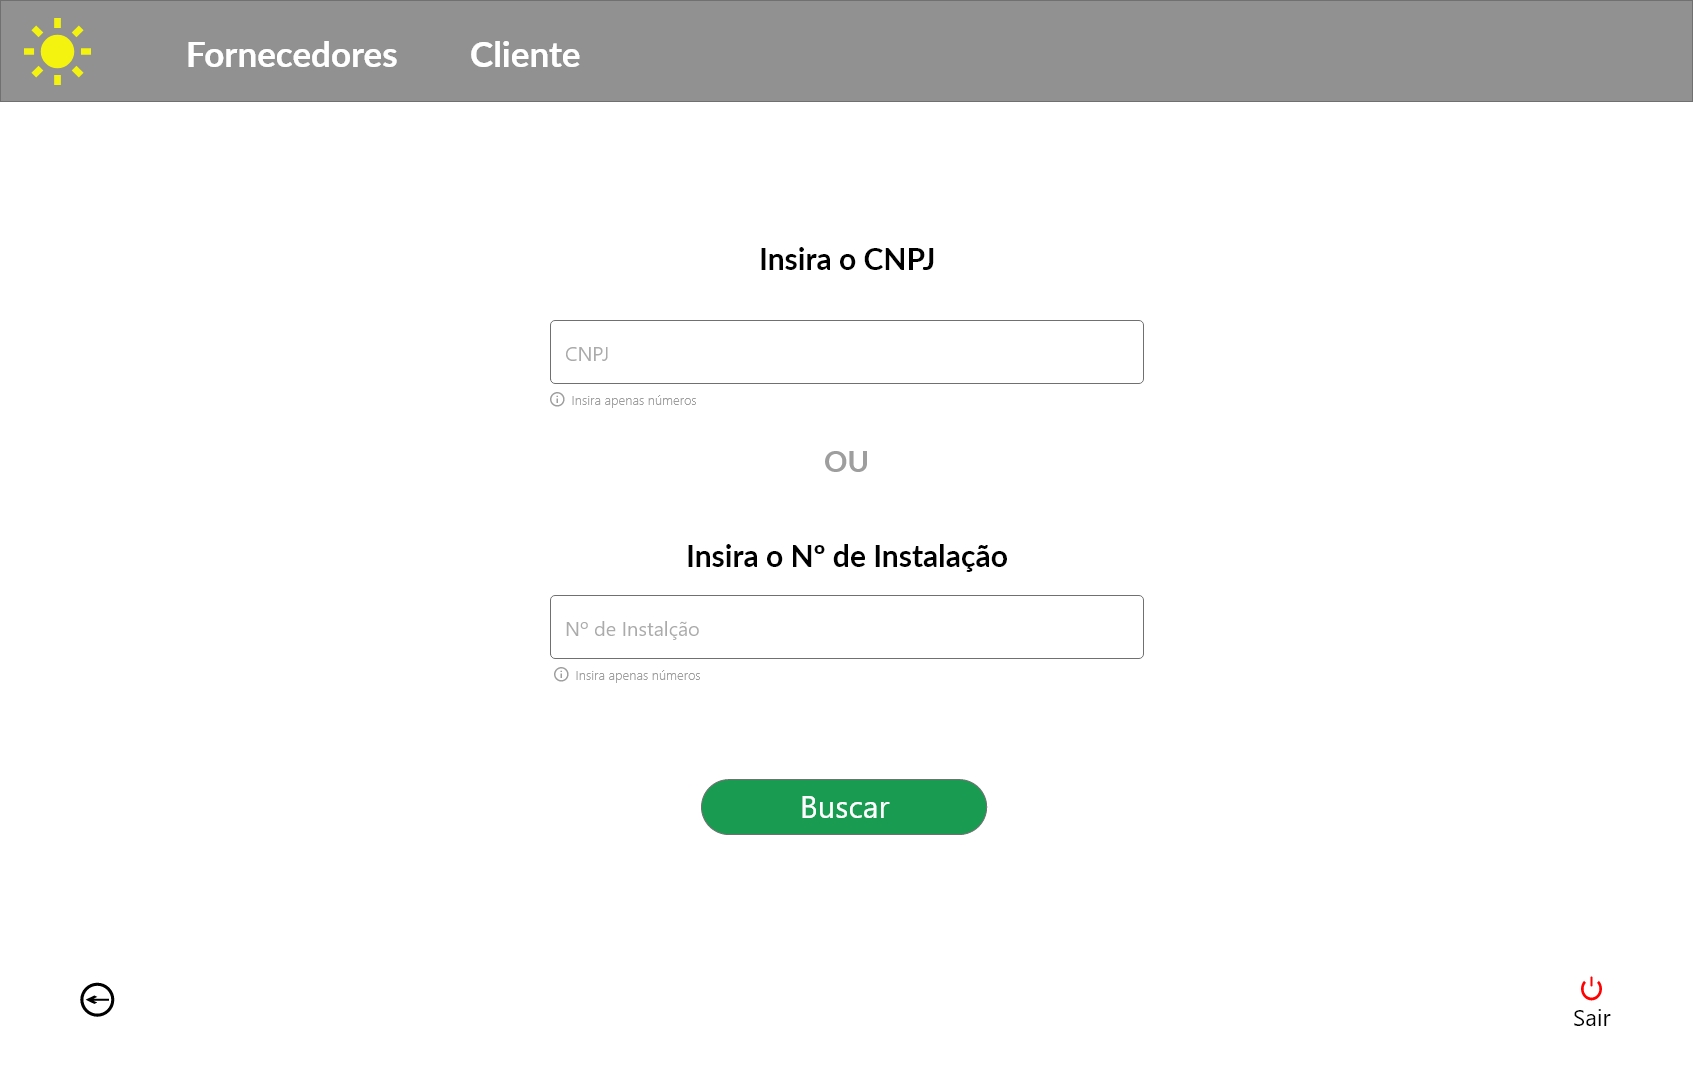 Fornecedores Cliente
Insira o CNPJ
CNPJ
Insira apenas números
OU
Insira o Nº de Instalação
Nº de Instalção
Insira apenas números
Buscar
Sair